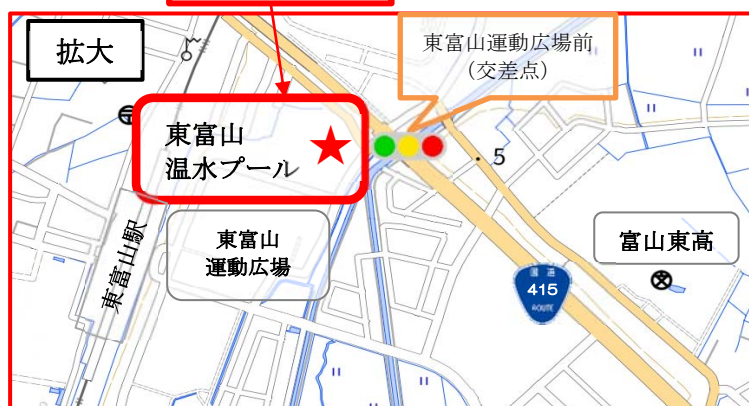 拡大
東富山運動広場前
（交差点）
東富山
温水プール
5
東富山
運動広場
東富山駅
富山東高
国道
415
ROUTE